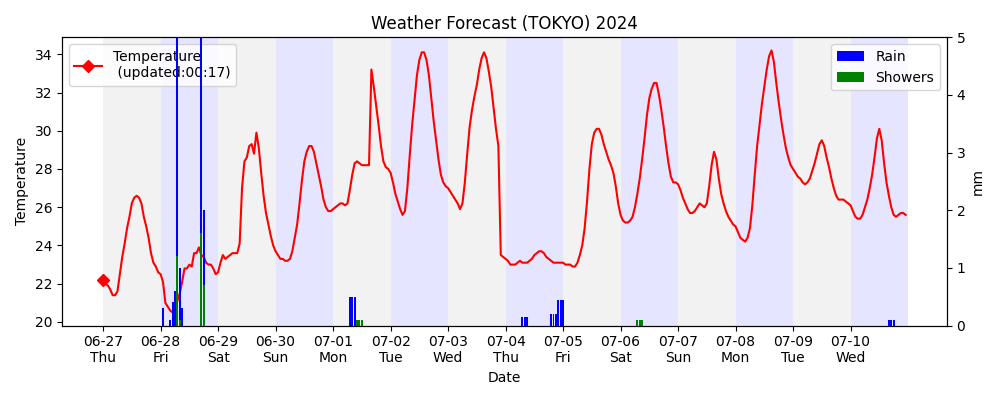 Weather Forecast (TOKYO) 2024
Temperature
(updated:00:17)
Rain
Showers
Temperature
34
32
30
28
26
24
22
20
5
4
3
2
1
0
mm
06-27 06-28 06-29 06-30 07-01 07-02 07-03 07-04 07-05 07-06 07-07 07-08 07-09 07-10
Thu Fri Sat Sun Mon Tue Wed Thu Fri Sat Sun Mon Tue Wed
Date